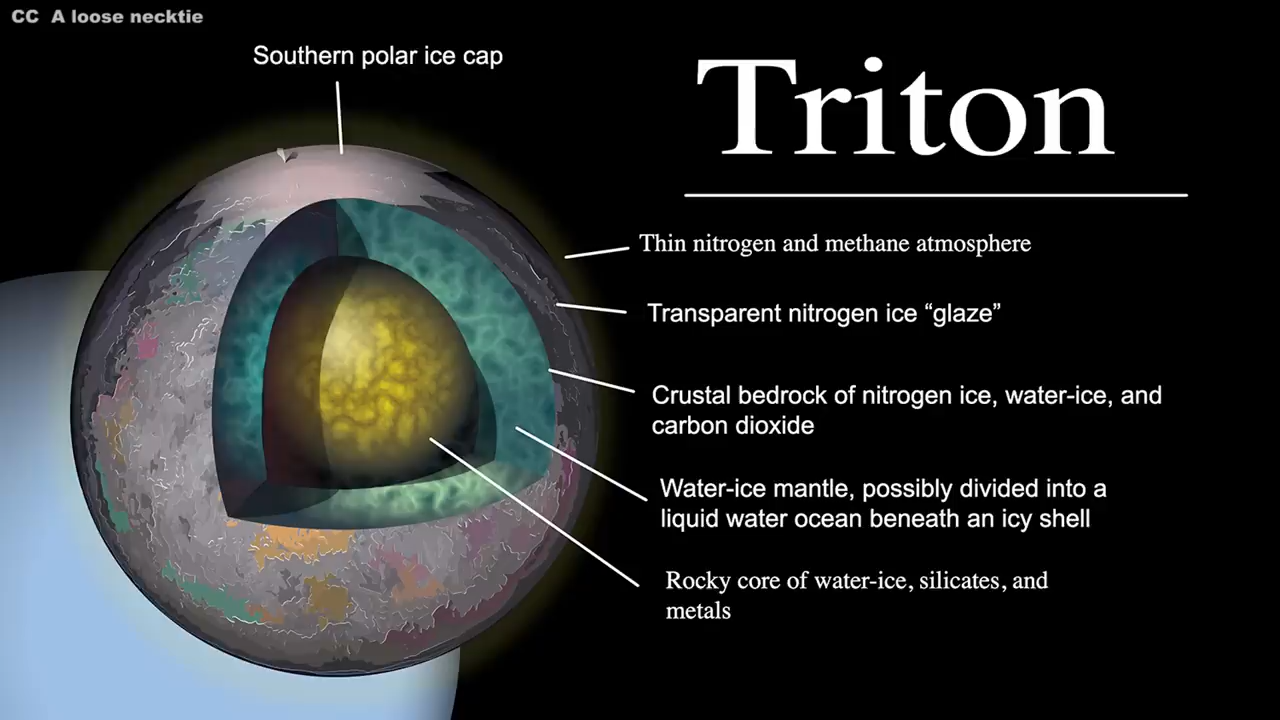 CC A loose necktie
Southern polar ice cap
Triton
Thin nitrogen and methane atmosphere
Transparent nitrogen ice “glaze”
Crustal bedrock of nitrogen ice, water-ice, and
carbon dioxide
Water-ice mantle, possibly divided into a
liquid water ocean beneath an icy shell
Rocky core of water-ice, silicates, and
metals